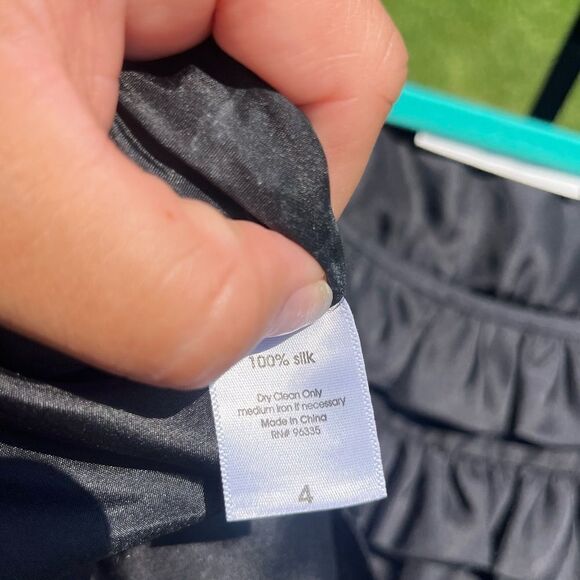 100% silk
Dry Clean Only
medium iron if necessary
Made in China
RN# 96335
4